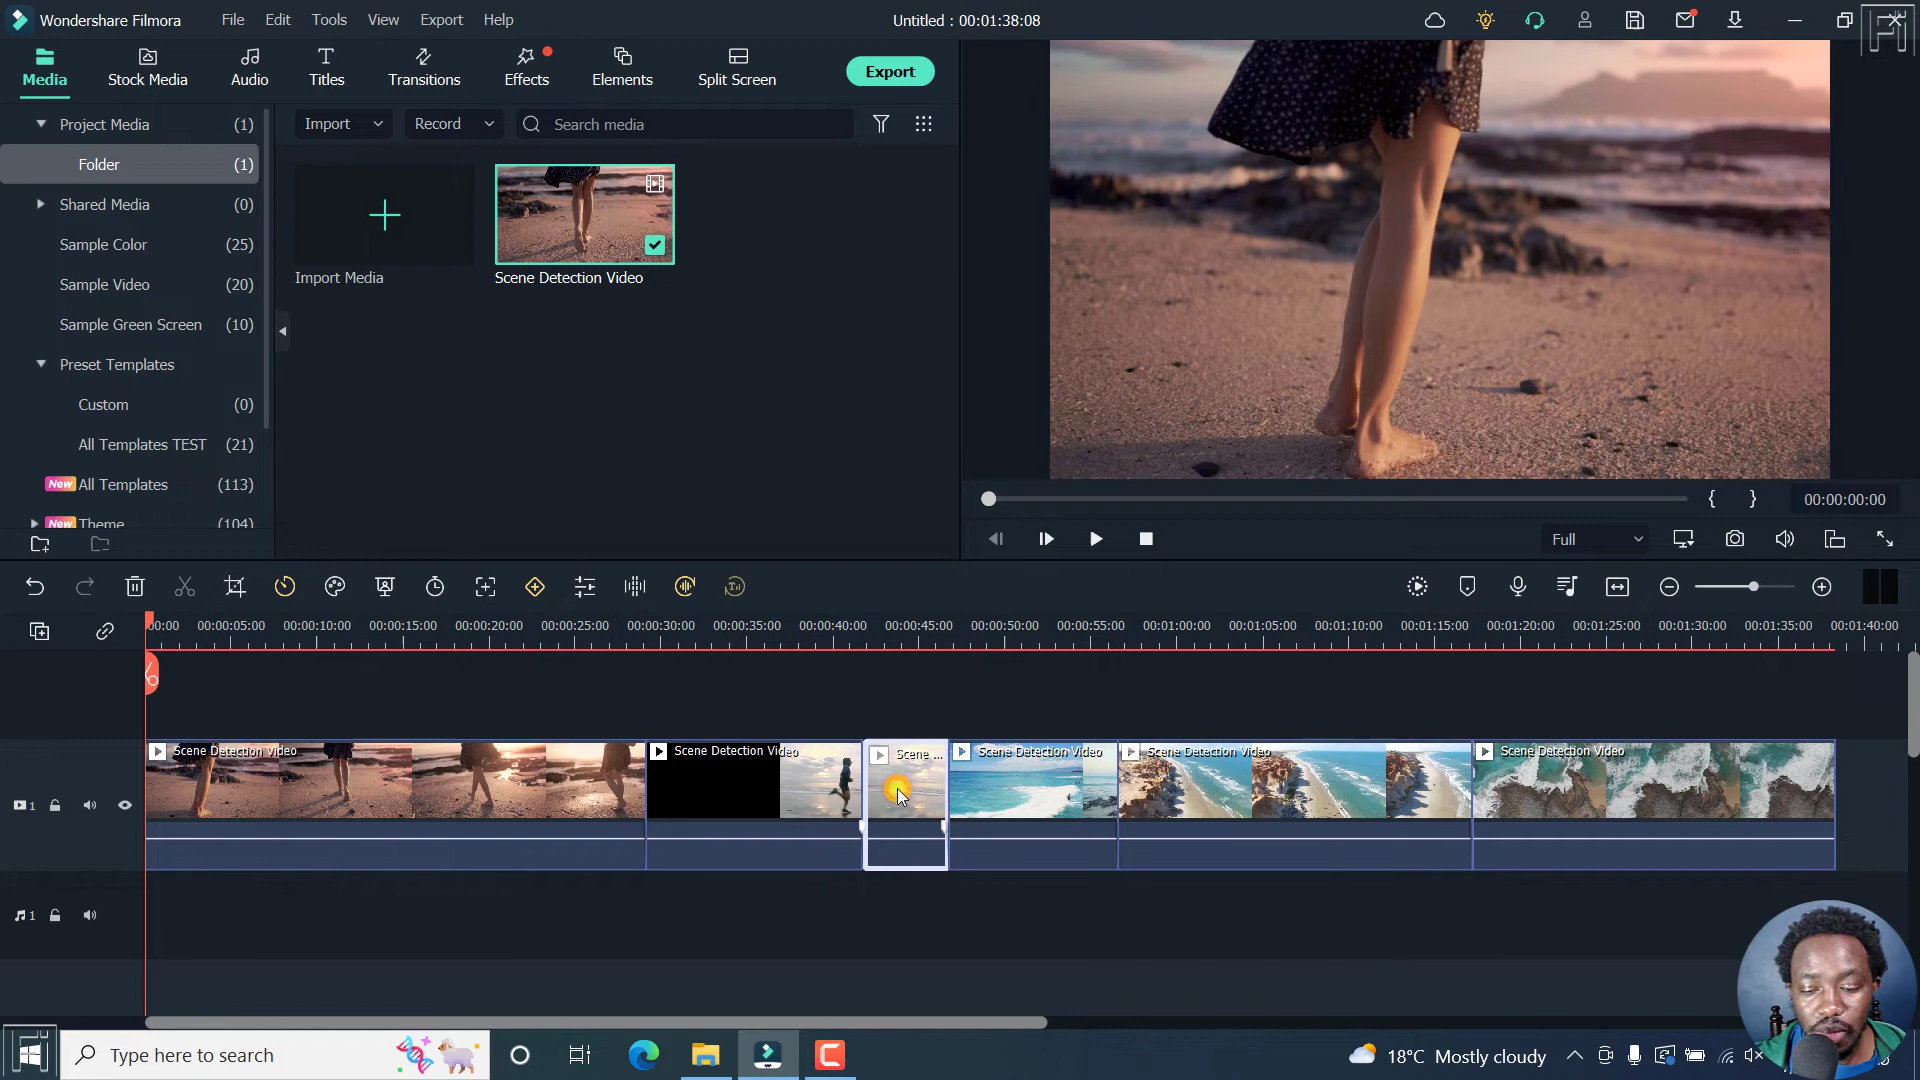 Wondershare Filmora
File Edit Tools View Export Help
Untitled : 00:01:38:08
Media
Stock Media
Audio
Titles
Transitions
Effects
Elements
Split Screen
Export
Project Media (1)
Import
Record
Search media
Folder (1)
Shared Media (0)
Sample Color (25)
Sample Video (20)
Import Media
Scene Detection Video
Sample Green Screen (10)
Preset Templates
Custom (0)
All Templates TEST (21)
New All Templates (113)
New Theme (104)
{ } 00:00:00:00
Full
00:00 00:00:05:00 00:00:10:00 00:00:15:00 00:00:20:00 00:00:25:00 00:00:30:00 00:00:35:00 00:00:40:00 00:00:45:00 00:00:50:00 00:00:55:00 00:01:00:00 00:01:05:00 00:01:10:00 00:01:15:00 00:01:20:00 00:01:25:00 00:01:30:00 00:01:35:00 00:01:40:00
Scene Detection Video Scene Detection Video Scene ... Scene Detection Video Scene Detection Video Scene Detection Video
1
1
Type here to search
18°C Mostly cloudy